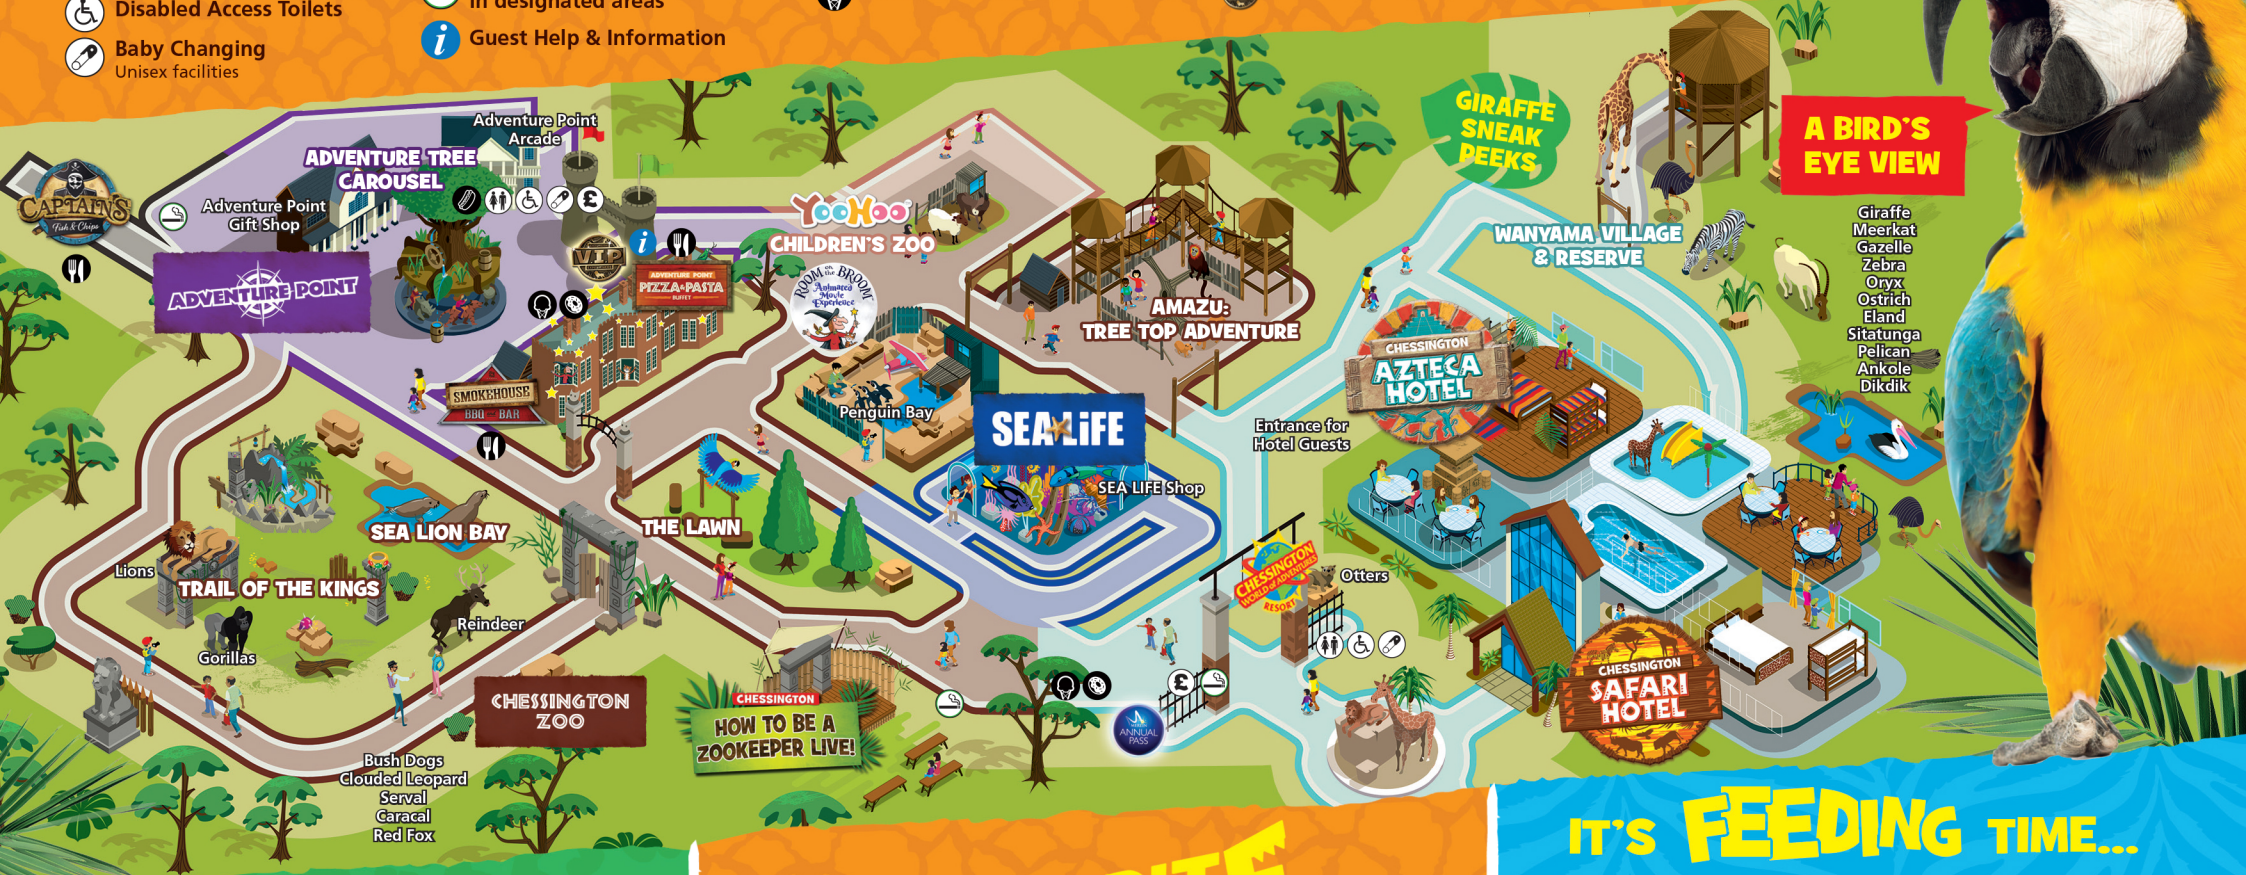 Disabled Access Toilets
Baby Changing
Unisex facilities
in designated areas
i
Guest Help & Information
Adventure Point
Arcade
ADVENTURE TREE
CAROUSEL
CAPTAIN'S
Fish & Chips
Adventure Point
Gift Shop
£
ADVENTURE POINT
VIP
i
ADVENTURE POINT
PIZZA & PASTA
BUFFET
SMOKEHOUSE
BBQ BAR
YooHoo
CHILDREN'S ZOO
ROOM on the BROOM
Animated
Movie
Experience
AMAZU:
TREE TOP ADVENTURE
GIRAFFE
SNEAK
PEEKS
WANYAMA VILLAGE
& RESERVE
A BIRD'S
EYE VIEW
Giraffe
Meerkat
Gazelle
Zebra
Oryx
Ostrich
Eland
Sitatunga
Pelican
Ankole
Dikdik
CHESSINGTON
AZTECA
HOTEL
Penguin Bay
SEA LiFE
SEA LIFE Shop
Entrance for
Hotel Guests
SEA LION BAY
THE LAWN
Lions
TRAIL OF THE KINGS
Gorillas
Reindeer
CHESSINGTON
WORLD OF ADVENTURES
RESORT
Otters
CHESSINGTON
ZOO
CHESSINGTON
HOW TO BE A
ZOOKEEPER LIVE!
£
MERLIN
ANNUAL
PASS
CHESSINGTON
SAFARI
HOTEL
Bush Dogs
Clouded Leopard
Serval
Caracal
Red Fox
IT'S FEEDING TIME...